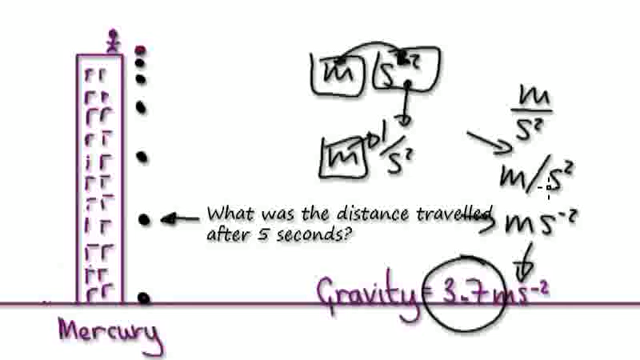 m s⁻²
m 1/s²
m
s²
m/s²
ms⁻²
What was the distance travelled
after 5 seconds?
Gravity = 3.7ms⁻²
Mercury